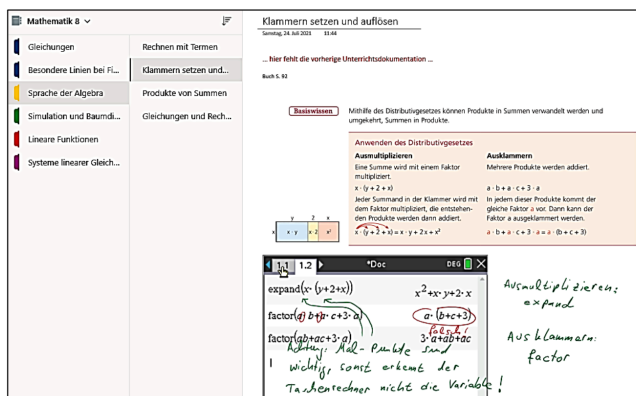 Mathematik 8
Gleichungen
Besondere Linien bei Fi...
Sprache der Algebra
Simulation und Baumdi...
Lineare Funktionen
Systeme linearer Gleich...
Rechnen mit Termen
Klammern setzen und...
Produkte von Summen
Gleichungen und Rech...
Klammern setzen und auflösen
Samstag, 24. Juli 2021 11:44
... hier fehlt die vorherige Unterrichtsdokumentation ...
Buch S. 92
Basiswissen
Mithilfe des Distributivgesetzes können Produkte in Summen verwandelt werden und
umgekehrt, Summen in Produkte.
Anwenden des Distributivgesetzes
Ausmultiplizieren
Eine Summe wird mit einem Faktor
multipliziert.
x · (y + 2 + x)
Jeder Summand in der Klammer wird mit
dem Faktor multipliziert, die entstehen-
den Produkte werden dann addiert.
x · (y + 2 + x) = x · y + 2x + x²
Ausklammern
Mehrere Produkte werden addiert.
a · b + a · c + 3 · a
In jedem dieser Produkte kommt der
gleiche Faktor a vor. Dann kann der
Faktor a ausgeklammert werden.
a · b + a · c + 3 · a = a · (b + c + 3)
y 2 x
x x · y x · 2 x²
1.1 1.2 *Doc DEG
expand(x·(y+2+x)) x²+x·y+2·x
factor(a·b+a·c+3·a) a·(b+c+3)
falsch!
factor(ab+ac+3·a) 3·a+ab+ac
Achtung: Mal-Punkte sind
wichtig, sonst erkennt der
Taschenrechner nicht die Variable!
Ausmultiplizieren:
expand
Ausklammern:
factor